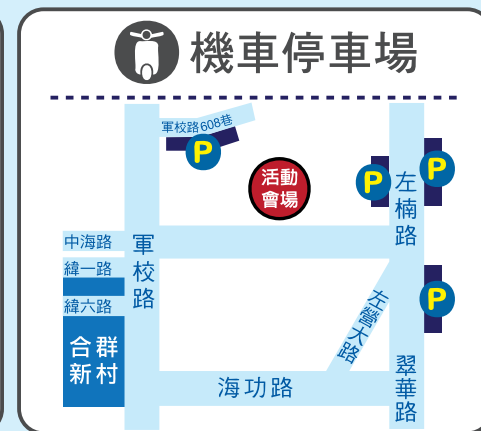 機車停車場
軍校路608巷
P
活動
會場
P
P
左楠路
中海路
軍校路
緯一路
緯六路
P
左營大路
合群
新村
海功路
翠華路